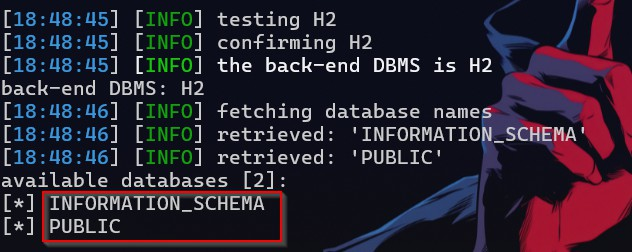 [18:48:45] [INFO] testing H2
[18:48:45] [INFO] confirming H2
[18:48:45] [INFO] the back-end DBMS is H2
back-end DBMS: H2
[18:48:46] [INFO] fetching database names
[18:48:46] [INFO] retrieved: 'INFORMATION_SCHEMA'
[18:48:46] [INFO] retrieved: 'PUBLIC'
available databases [2]:
[*] INFORMATION_SCHEMA
[*] PUBLIC